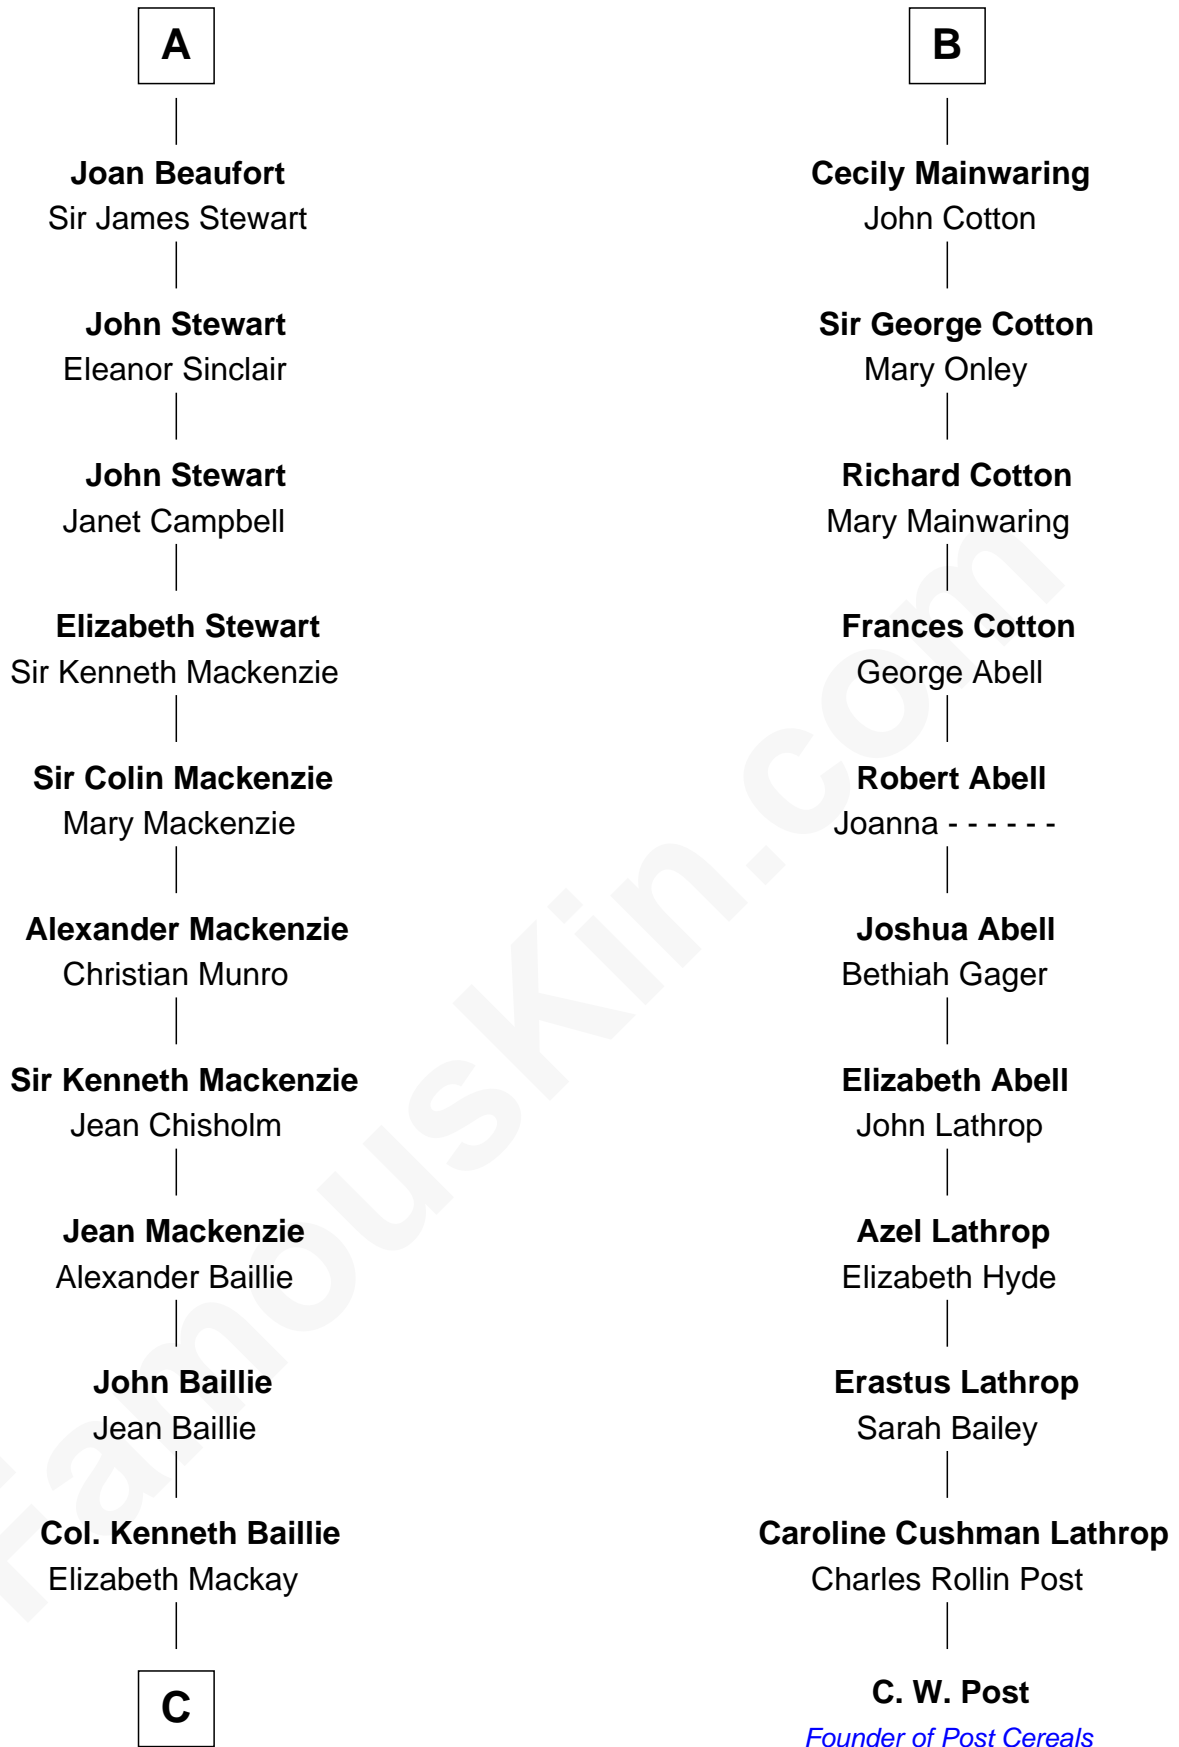 A
Joan Beaufort
Sir James Stewart
John Stewart
Eleanor Sinclair
John Stewart
Janet Campbell
Elizabeth Stewart
Sir Kenneth Mackenzie
Sir Colin Mackenzie
Mary Mackenzie
Alexander Mackenzie
Christian Munro
Sir Kenneth Mackenzie
Jean Chisholm
Jean Mackenzie
Alexander Baillie
John Baillie
Jean Baillie
Col. Kenneth Baillie
Elizabeth Mackay
C
B
Cecily Mainwaring
John Cotton
Sir George Cotton
Mary Onley
Richard Cotton
Mary Mainwaring
Frances Cotton
George Abell
Robert Abell
Joanna - - - - - -
Joshua Abell
Bethiah Gager
Elizabeth Abell
John Lathrop
Azel Lathrop
Elizabeth Hyde
Erastus Lathrop
Sarah Bailey
Caroline Cushman Lathrop
Charles Rollin Post
C. W. Post
Founder of Post Cereals
FamousKin.com